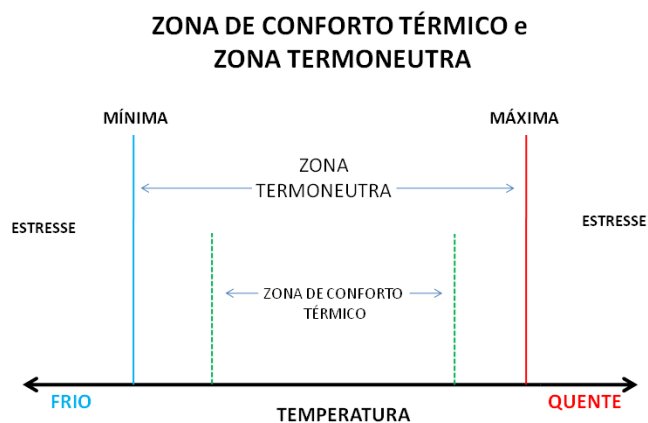 ZONA DE CONFORTO TÉRMICO e
ZONA TERMONEUTRA
MÍNIMA
MÁXIMA
ZONA
TERMONEUTRA
ESTRESSE
ESTRESSE
ZONA DE CONFORTO
TÉRMICO
FRIO
TEMPERATURA
QUENTE